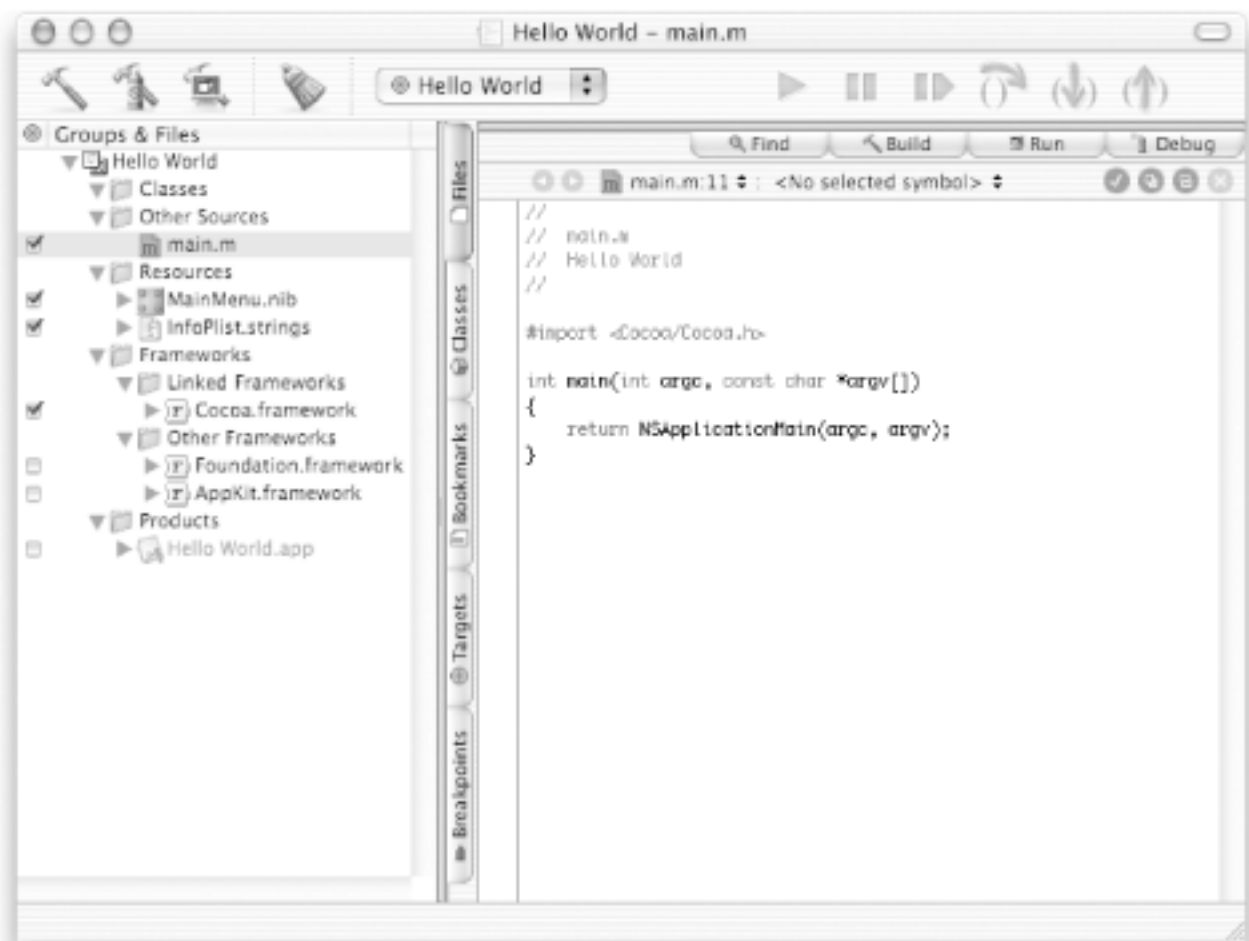 Hello World – main.m
Hello World
Groups & Files
Hello World
Classes
Other Sources
main.m
Resources
MainMenu.nib
InfoPlist.strings
Frameworks
Linked Frameworks
Cocoa.framework
Other Frameworks
Foundation.framework
AppKit.framework
Products
Hello World.app
Files
Classes
Bookmarks
Targets
Breakpoints
Find Build Run Debug
main.m:11 : <No selected symbol>
//
// main.m
// Hello World
//
#import <Cocoa/Cocoa.h>
int main(int argc, const char *argv[])
{
return NSApplicationMain(argc, argv);
}